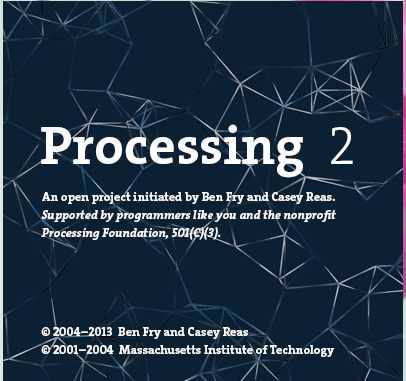 Processing 2
An open project initiated by Ben Fry and Casey Reas.
Supported by programmers like you and the nonprofit
Processing Foundation, 501(C)(3).
© 2004–2013 Ben Fry and Casey Reas
© 2001–2004 Massachusetts Institute of Technology